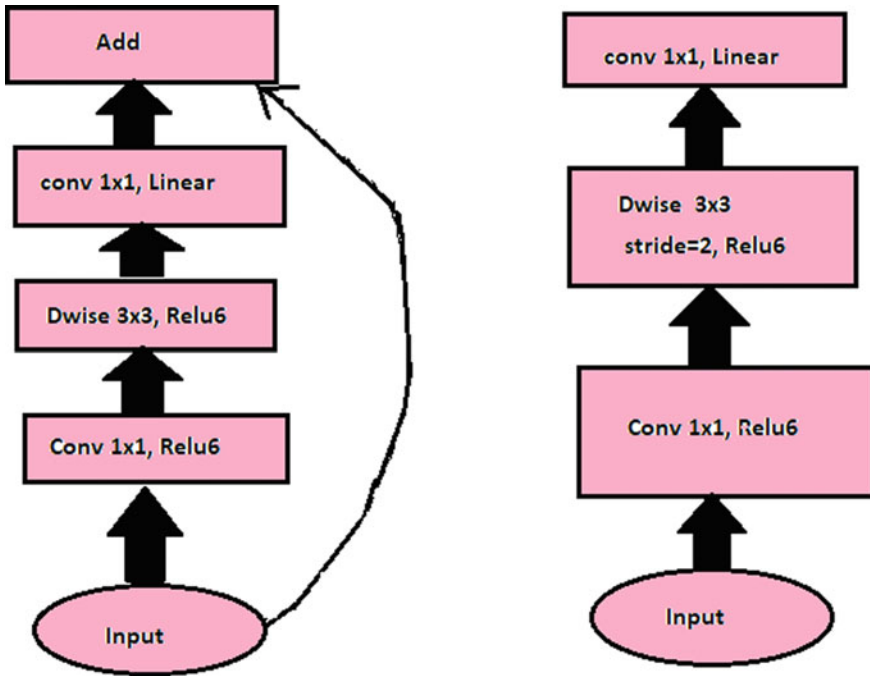 Add
conv 1x1, Linear
Dwise 3x3, Relu6
Conv 1x1, Relu6
Input
conv 1x1, Linear
Dwise 3x3
stride=2, Relu6
Conv 1x1, Relu6
Input